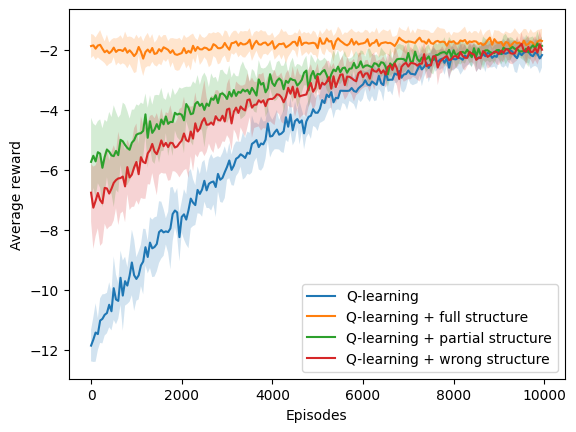 −2
−4
−6
−8
−10
−12
Average reward
0
2000
4000
6000
8000
10000
Episodes
Q-learning
Q-learning + full structure
Q-learning + partial structure
Q-learning + wrong structure